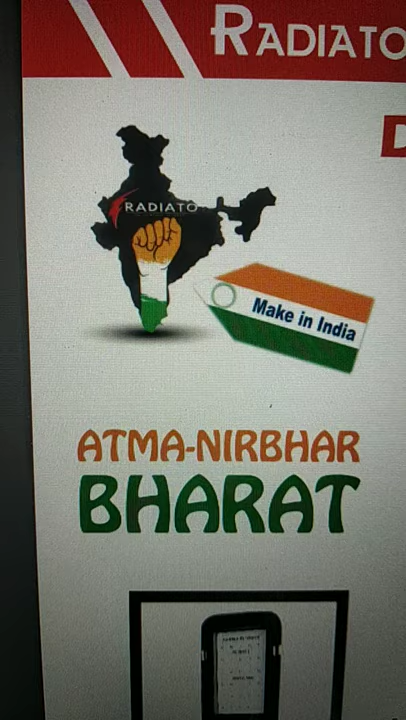 RADIATO
D
RADIATO
Make in India
ATMA-NIRBHAR
BHARAT